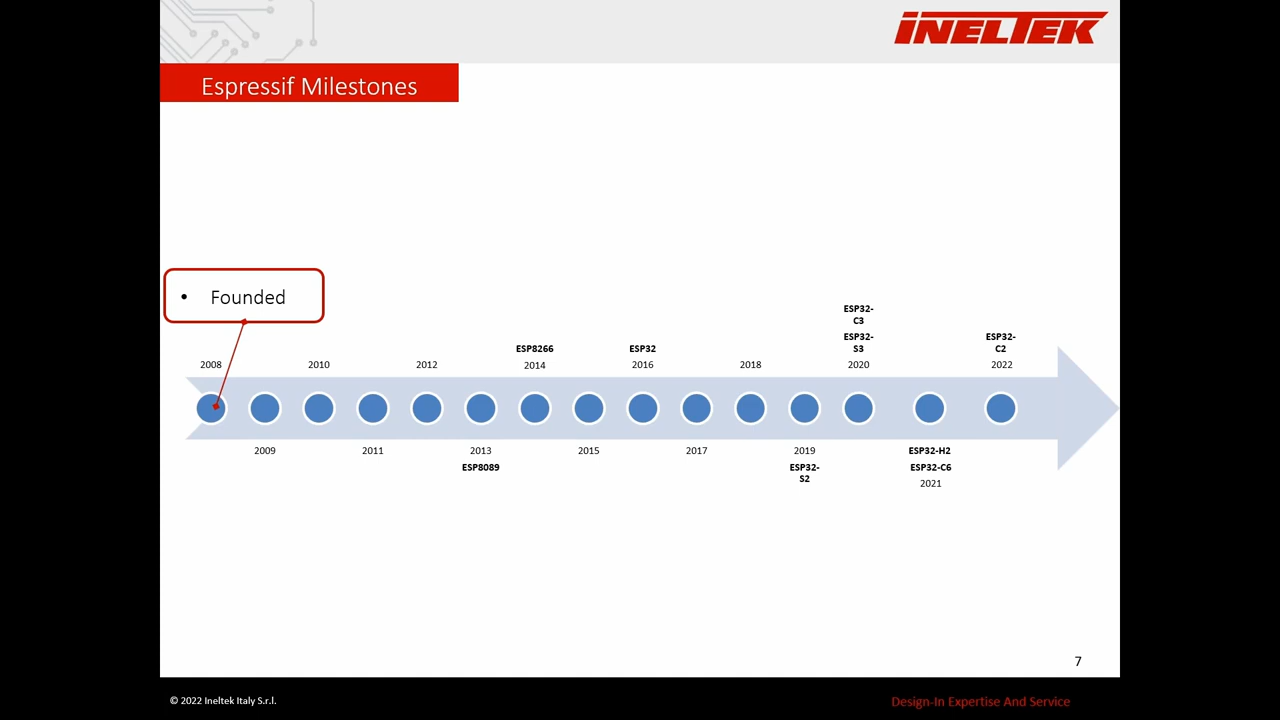 iNELTEK
Espressif Milestones
• Founded
ESP32-
C3
ESP32-
S3
ESP32-
C2
ESP8266
ESP32
2008
2010
2012
2014
2016
2018
2020
2022
2009
2011
2013
2015
2017
2019
ESP32-H2
ESP8089
ESP32-
S2
ESP32-C6
2021
7
© 2022 Ineltek Italy S.r.l.
Design-In Expertise And Service